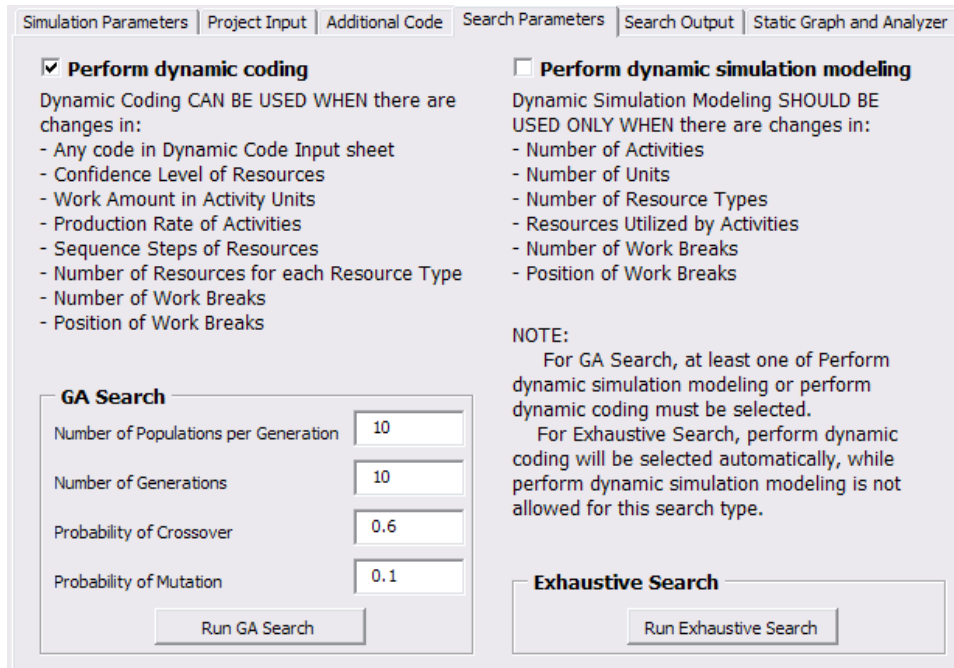 Simulation Parameters
Project Input
Additional Code
Search Parameters
Search Output
Static Graph and Analyzer
Perform dynamic coding
Dynamic Coding CAN BE USED WHEN there are
changes in:
- Any code in Dynamic Code Input sheet
- Confidence Level of Resources
- Work Amount in Activity Units
- Production Rate of Activities
- Sequence Steps of Resources
- Number of Resources for each Resource Type
- Number of Work Breaks
- Position of Work Breaks
GA Search
Number of Populations per Generation 10
Number of Generations 10
Probability of Crossover 0.6
Probability of Mutation 0.1
Run GA Search
Perform dynamic simulation modeling
Dynamic Simulation Modeling SHOULD BE
USED ONLY WHEN there are changes in:
- Number of Activities
- Number of Units
- Number of Resource Types
- Resources Utilized by Activities
- Number of Work Breaks
- Position of Work Breaks
NOTE:
For GA Search, at least one of Perform
dynamic simulation modeling or perform
dynamic coding must be selected.
For Exhaustive Search, perform dynamic
coding will be selected automatically, while
perform dynamic simulation modeling is not
allowed for this search type.
Exhaustive Search
Run Exhaustive Search